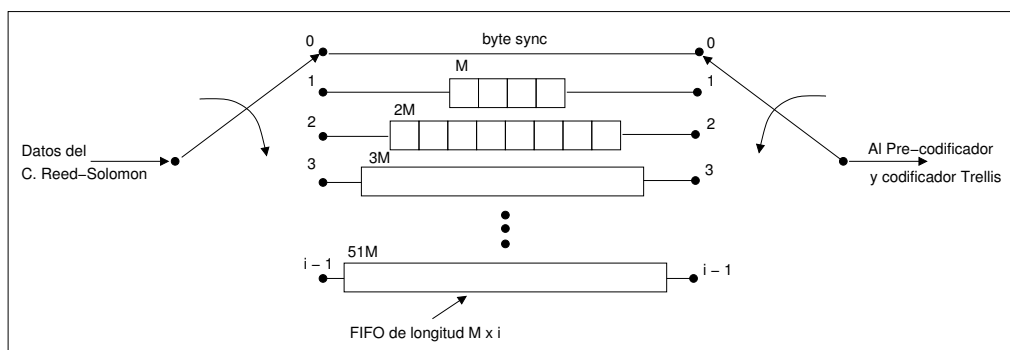 0
byte sync
0
1
M
1
2
2M
2
Datos del
C. Reed–Solomon
3
3M
3
Al Pre–codificador
y codificador Trellis
i – 1
51M
i – 1
FIFO de longitud M x i